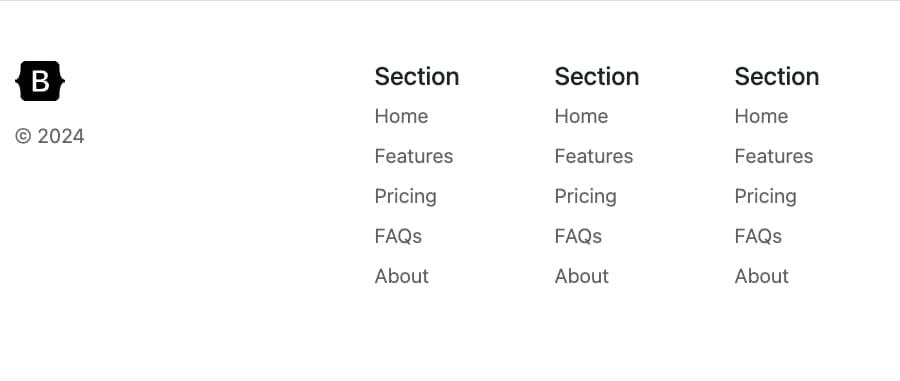 B
© 2024
Section
Home
Features
Pricing
FAQs
About
Section
Home
Features
Pricing
FAQs
About
Section
Home
Features
Pricing
FAQs
About